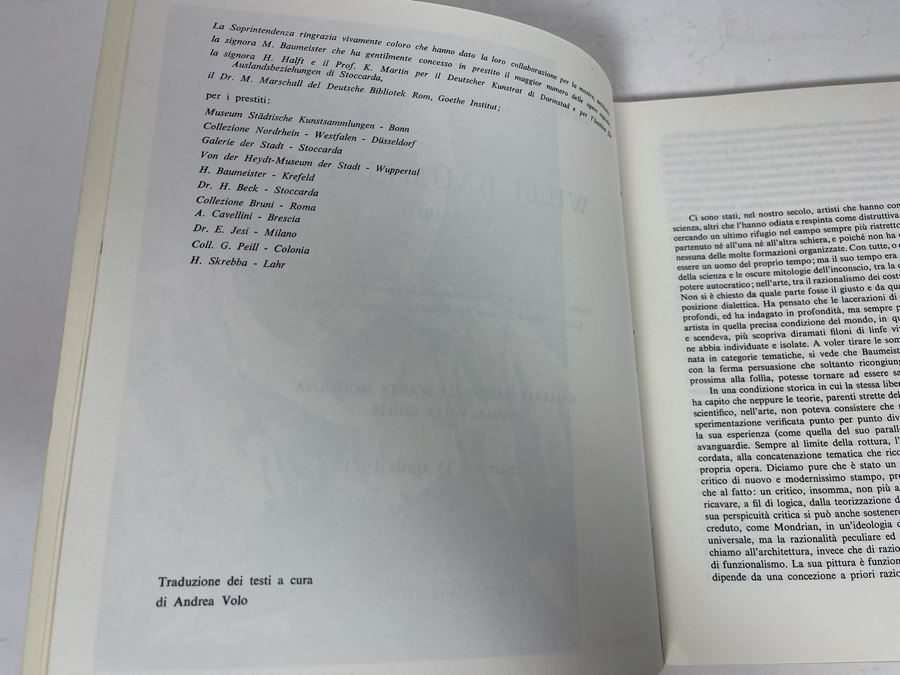 La Soprintendenza ringrazia vivamente coloro che hanno dato la loro collaborazione per la mostra,
la signora M. Baumeister che ha gentilmente concesso in prestito il maggior numero delle opere
la signora H. Halft e il Prof. K. Martin per il Deutscher Kunstrat di Darmstad e per l'Institut für
Auslandsbeziehungen di Stoccarda,
il Dr. M. Marschall del Deutsche Bibliotek Rom, Goethe Institut;
per i prestiti:
Museum Städtische Kunstsammlungen - Bonn
Collezione Nordrhein - Westfalen - Düsseldorf
Galerie der Stadt - Stoccarda
Von der Heydt-Museum der Stadt - Wuppertal
H. Baumeister - Krefeld
Dr. H. Beck - Stoccarda
Collezione Bruni - Roma
A. Cavellini - Brescia
Dr. E. Jesi - Milano
Coll. G. Peill - Colonia
H. Skrebba - Lahr
Traduzione dei testi a cura
di Andrea Volo
Ci sono stati, nel nostro secolo, artisti che hanno
scienza, altri che l'hanno odiata e respinta come distruttiva
cercando un ultimo rifugio nel campo sempre più ristretto
partenuto né all'una né all'altra schiera, e poiché non ha
nessuna delle molte formazioni organizzate. Con tutte, o
essere un uomo del proprio tempo; ma il suo tempo era
della scienza e le oscure mitologie dell'inconscio, tra la
potere autocratico; nell'arte, tra il razionalismo dei
Non si è chiesto da quale parte fosse il giusto e da
posizione dialettica. Ha pensato che le lacerazioni di
profondi, ed ha indagato in profondità, ma sempre
artista in quella precisa condizione del mondo, in
e scendeva, più scopriva diramati filoni di linfe
ne abbia individuate e isolate. A voler tirare le
nata in categorie tematiche, si vede che
con la ferma persuasione che soltanto
prossima alla follia, potesse tornare ad essere
In una condizione storica in cui la stessa
ha capito che neppure le teorie, parenti strette
scientifico, nell'arte, non poteva consistere che
sperimentazione verificata punto per punto
la sua esperienza (come quella del suo
avanguardie. Sempre al limite della rottura,
cordata, alla concatenazione tematica che
propria opera. Diciamo pure che è stato un
critico di nuovo e modernissimo stampo,
che al fatto: un critico, insomma, non più
ricavare, a fil di logica, dalla teorizzazione
sua perspicuità critica si può anche
creduto, come Mondrian, in un'ideologia
universale, ma la razionalità peculiare ed
chiamo all'architettura, invece che di
di funzionalismo. La sua pittura è
dipende da una concezione a priori